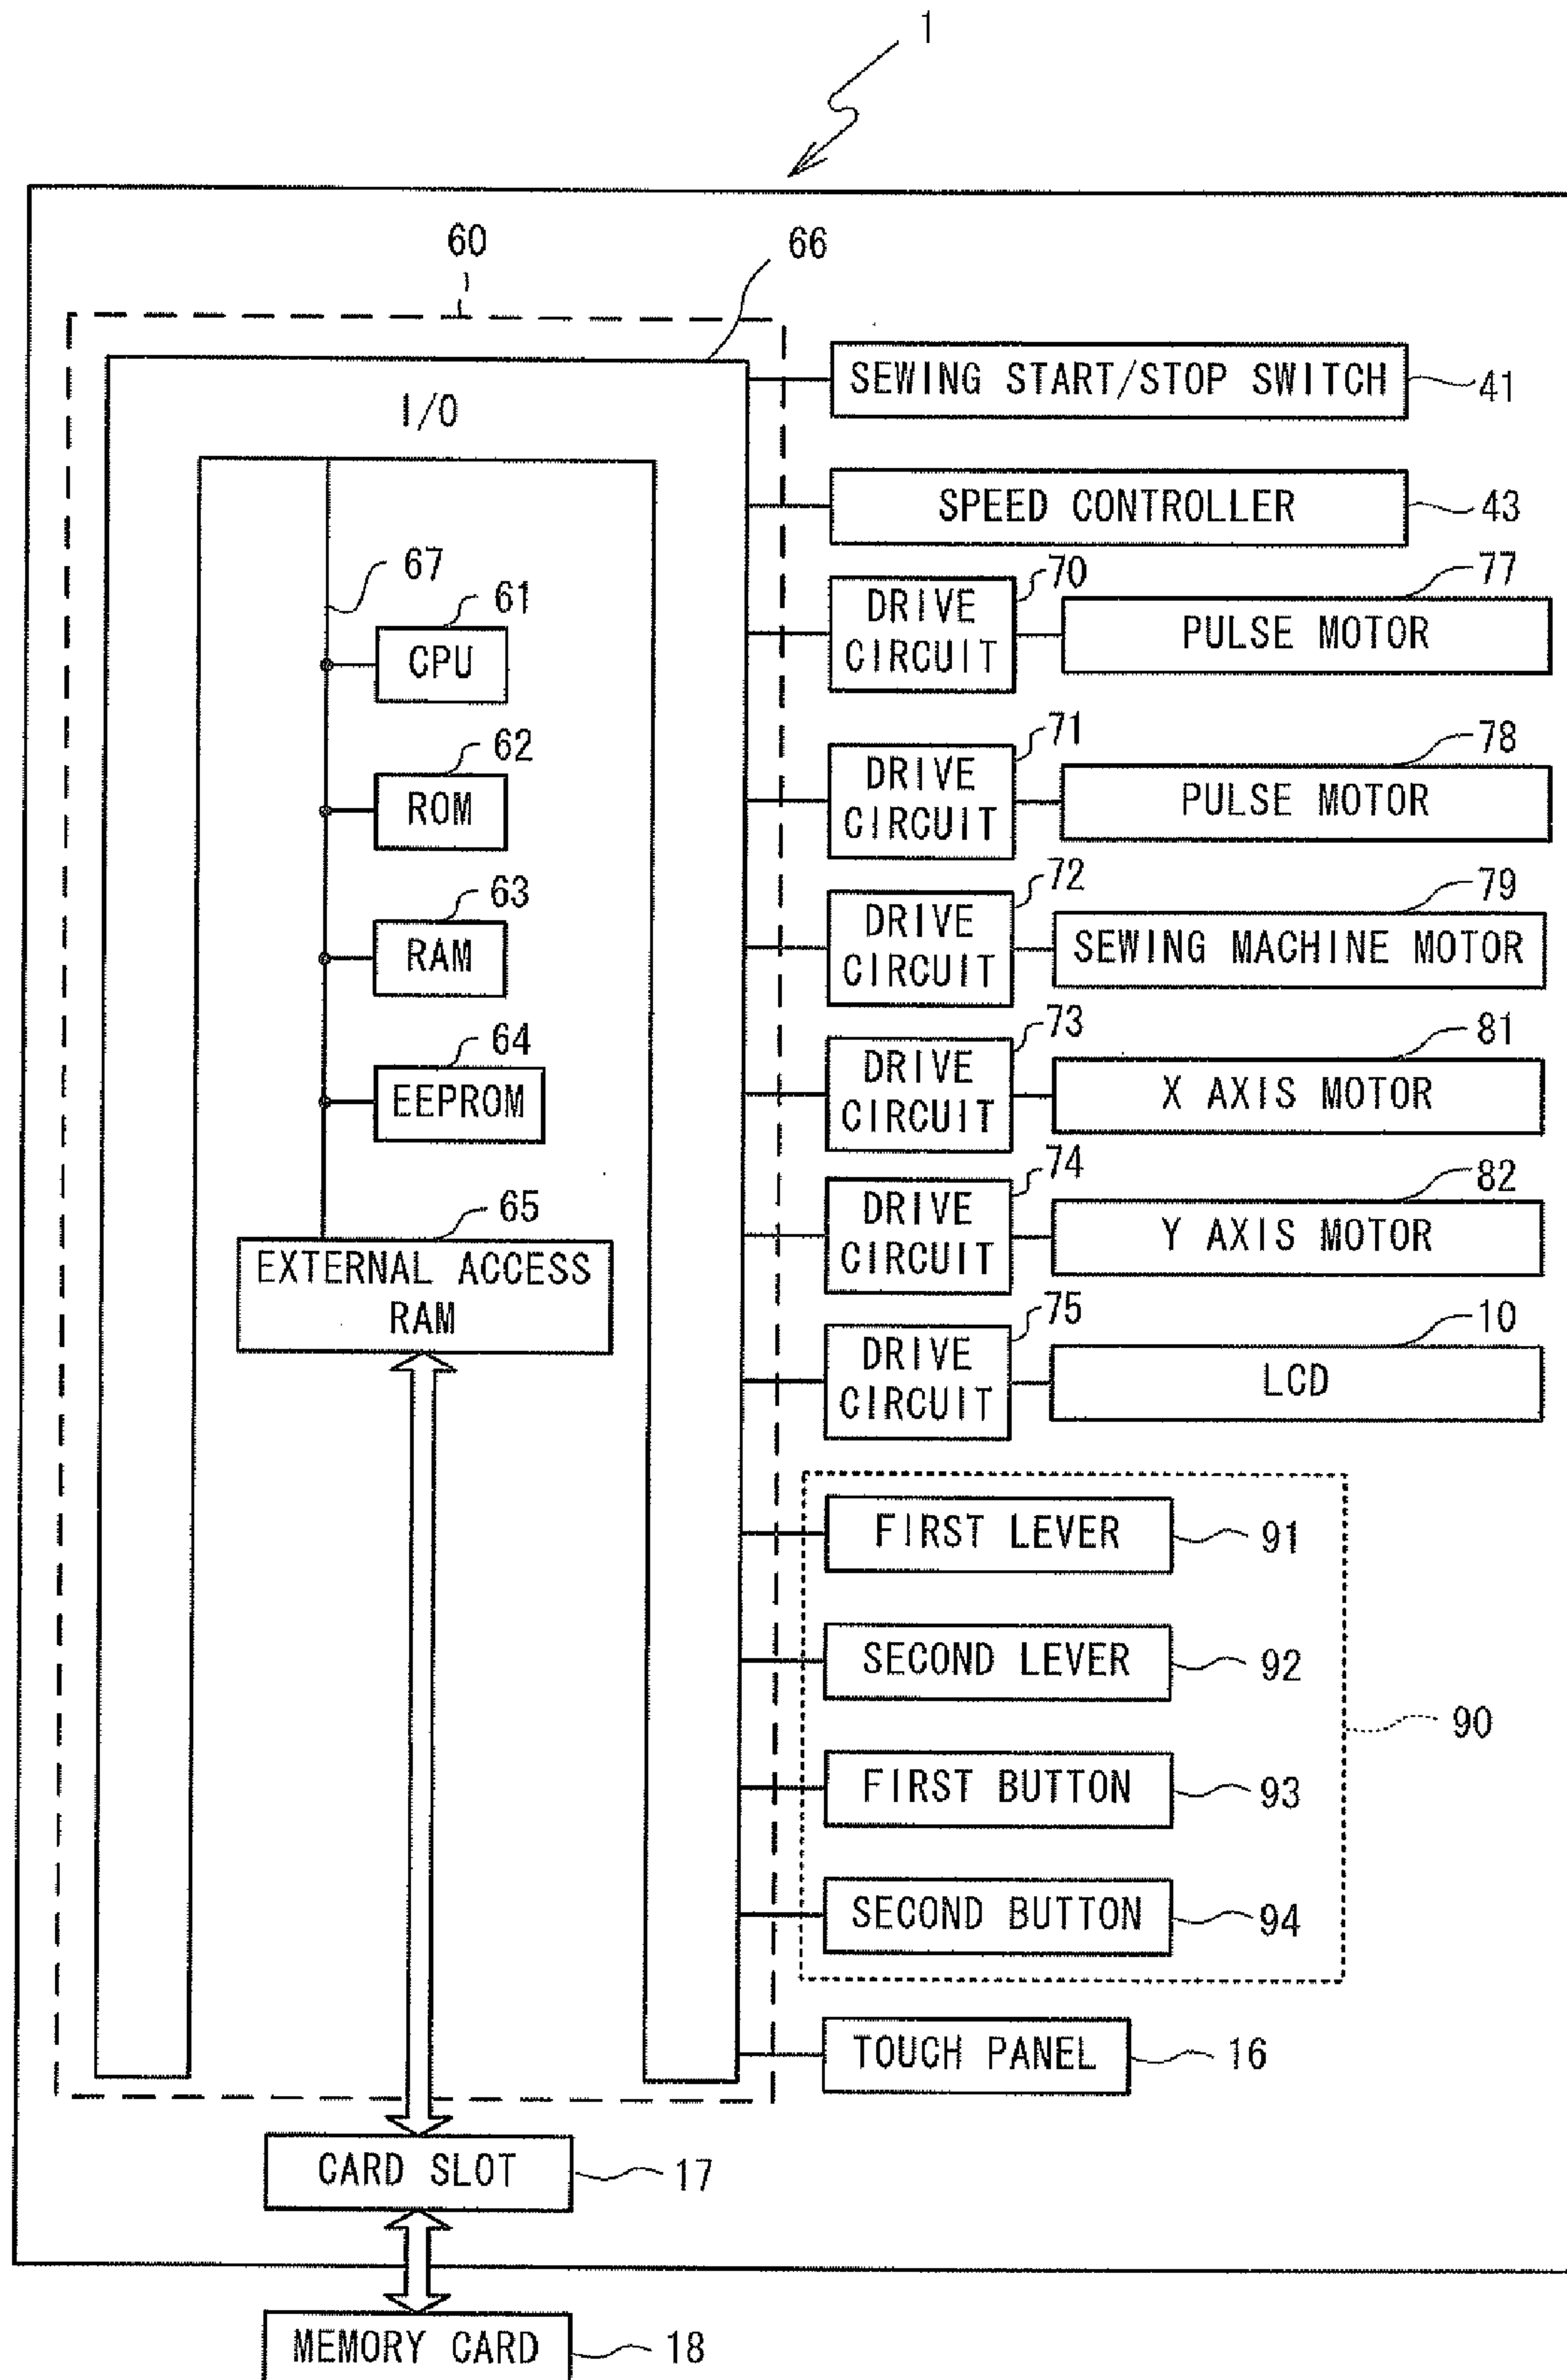 1
60
66
I/O
SEWING START/STOP SWITCH
41
SPEED CONTROLLER
43
67
61
CPU
70
DRIVE
CIRCUIT
77
PULSE MOTOR
62
ROM
71
DRIVE
CIRCUIT
78
PULSE MOTOR
63
RAM
72
DRIVE
CIRCUIT
79
SEWING MACHINE MOTOR
64
EEPROM
73
DRIVE
CIRCUIT
81
X AXIS MOTOR
65
EXTERNAL ACCESS
RAM
74
DRIVE
CIRCUIT
82
Y AXIS MOTOR
75
DRIVE
CIRCUIT
10
LCD
FIRST LEVER
91
SECOND LEVER
92
90
FIRST BUTTON
93
SECOND BUTTON
94
TOUCH PANEL
16
CARD SLOT
17
MEMORY CARD
18